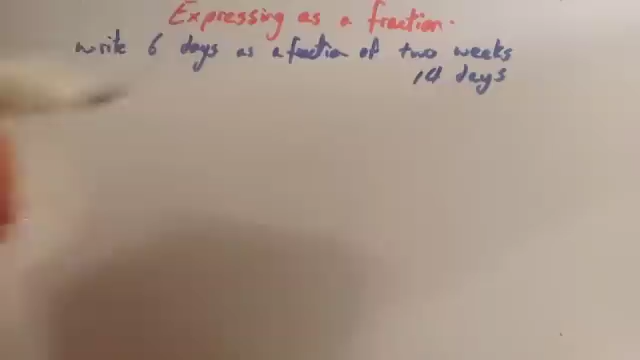 Expressing as a fraction.
write 6 days as a fraction of two weeks
14 days